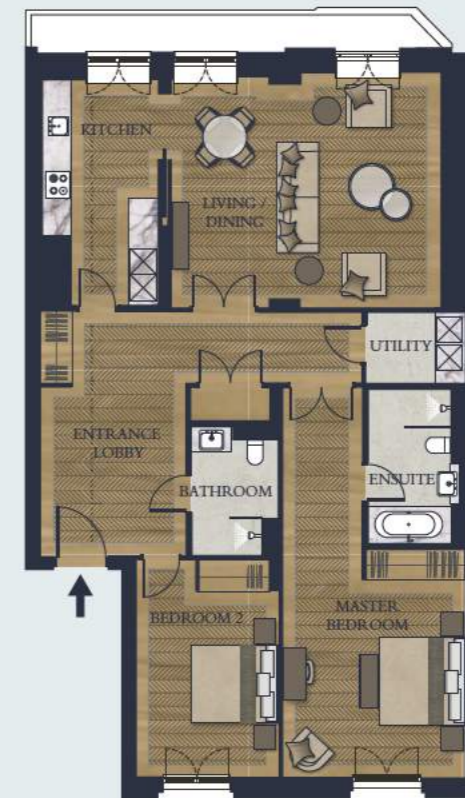 KITCHEN
LIVING /
DINING
UTILITY
ENTRANCE
LOBBY
BATHROOM
ENSUITE
BEDROOM 2
MASTER
BEDROOM